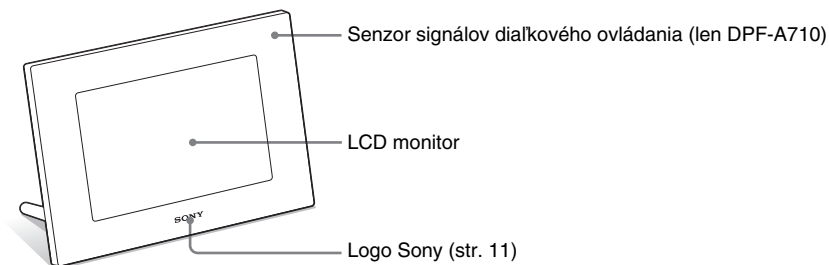 Senzor signálov diaľkového ovládania (len DPF-A710)
LCD monitor
SONY
Logo Sony (str. 11)